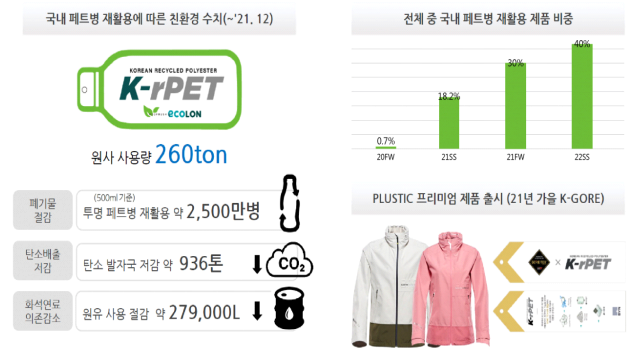 국내 페트병 재활용에 따른 친환경 수치(~'21. 12)
KOREAN RECYCLED POLYESTER
K-rPET
ECOLON
원사 사용량 260ton
폐기물
절감
(500ml 기준)
투명 페트병 재활용 약 2,500만병
탄소배출
저감
탄소 발자국 저감 약 936톤
CO₂
화석연료
의존감소
원유 사용 절감 약 279,000L
전체 중 국내 페트병 재활용 제품 비중
0.7%
18.2%
30%
40%
20FW
21SS
21FW
22SS
PLUSTIC 프리미엄 제품 출시 (21년 가을 K-GORE)
× K-rPET
K-rPET